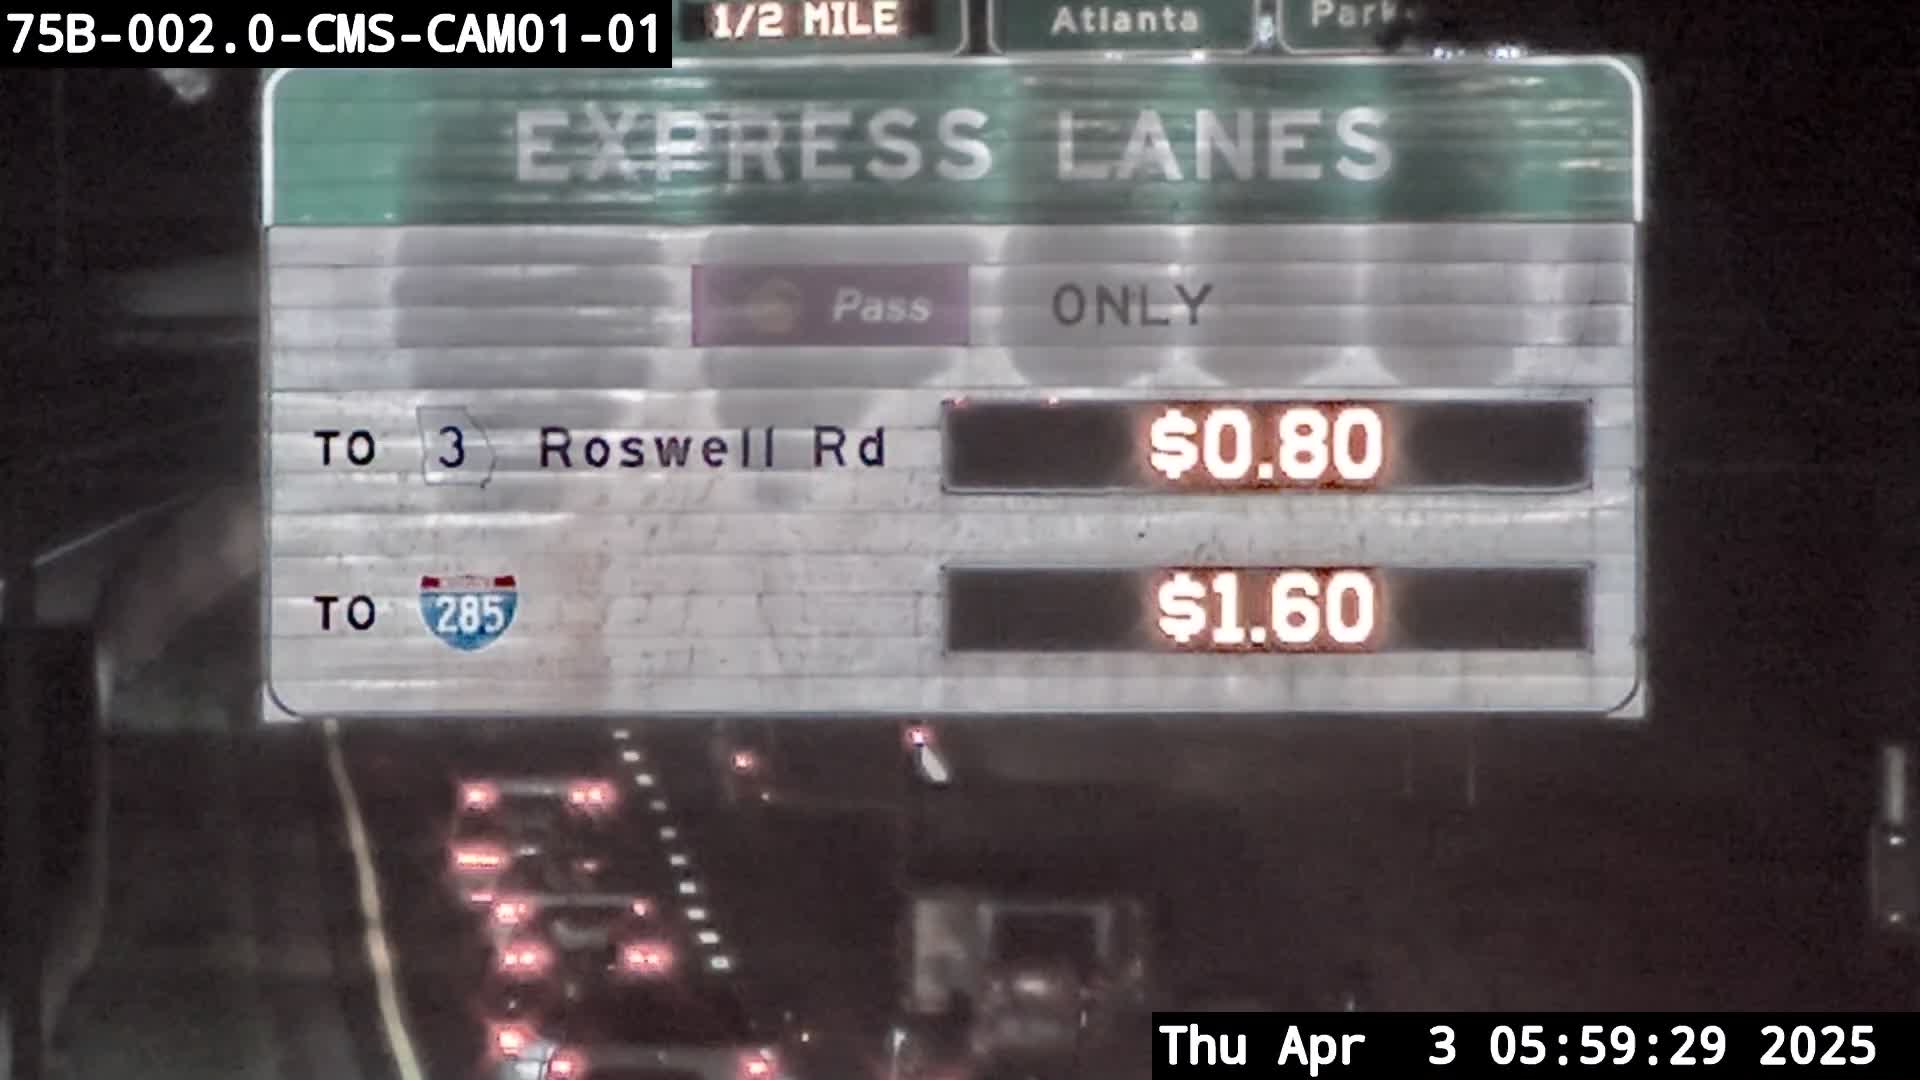 75B-002.0-CMS-CAM01-01
1/2 MILE
Atlanta
Park
EXPRESS LANES
Pass ONLY
TO 3 Roswell Rd $0.80
TO 285 $1.60
Thu Apr 3 05:59:29 2025